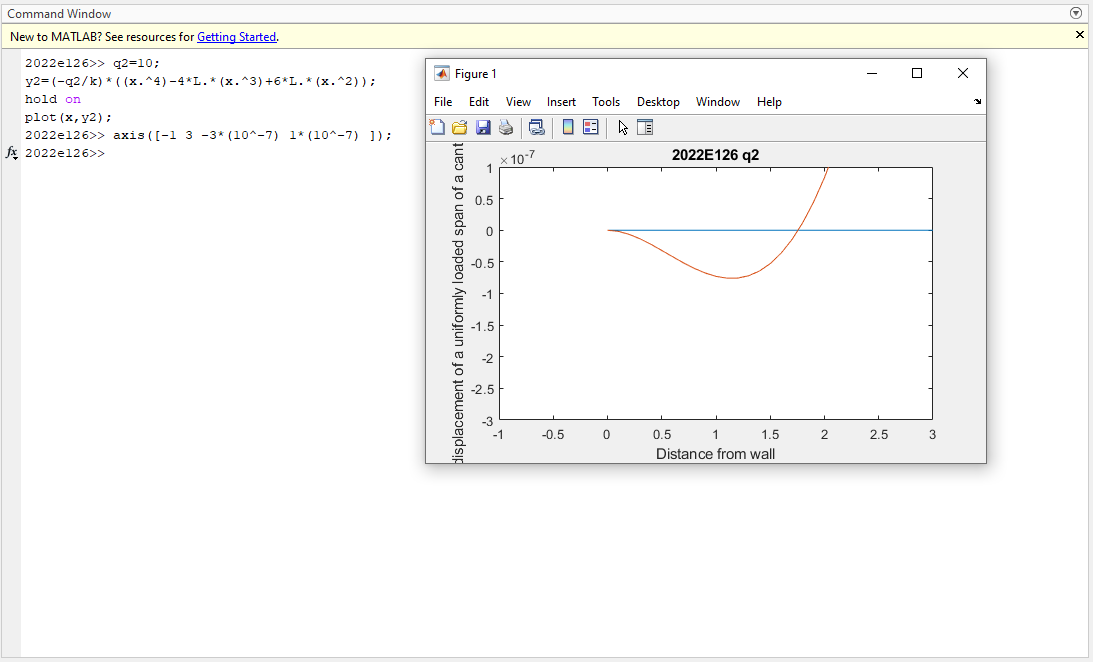 Command Window
New to MATLAB? See resources for Getting Started.
2022e126>> q2=10;
y2=(-q2/k)*((x.^4)-4*L.*(x.^3)+6*L.*(x.^2));
hold on
plot(x,y2);
2022e126>> axis([-1 3 -3*(10^-7) 1*(10^-7) ]);
fx 2022e126>>
Figure 1
File Edit View Insert Tools Desktop Window Help
2022E126 q2
×10-7
1
0.5
0
-0.5
-1
-1.5
-2
-2.5
-3
displacement of a uniformly loaded span of a cant
-1 -0.5 0 0.5 1 1.5 2 2.5 3
Distance from wall